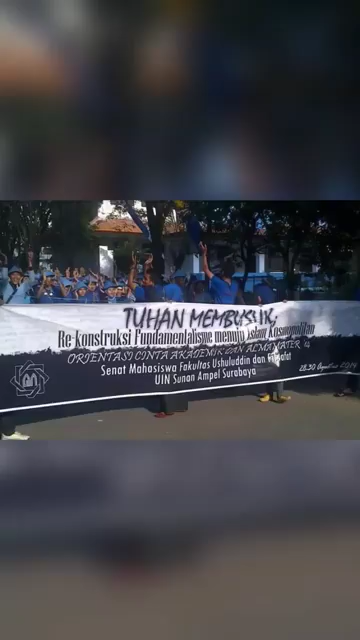 TUHAN MEMBUSUK;
Re-konstruksi Fundamentalisme menuju Islam Kosmopolitan
ORIENTASI CINTA AKADEMIK DAN ALMAMATER '14
Senat Mahasiswa Fakultas Ushuluddin dan Filsafat
UIN Sunan Ampel Surabaya
28-30 Agustus 2014